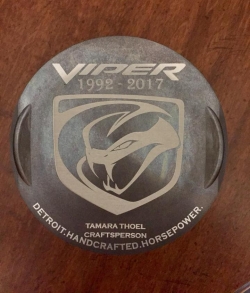 VIPER
1992 - 2017
TAMARA THOEL
CRAFTSPERSON
DETROIT.HANDCRAFTED.HORSEPOWER.